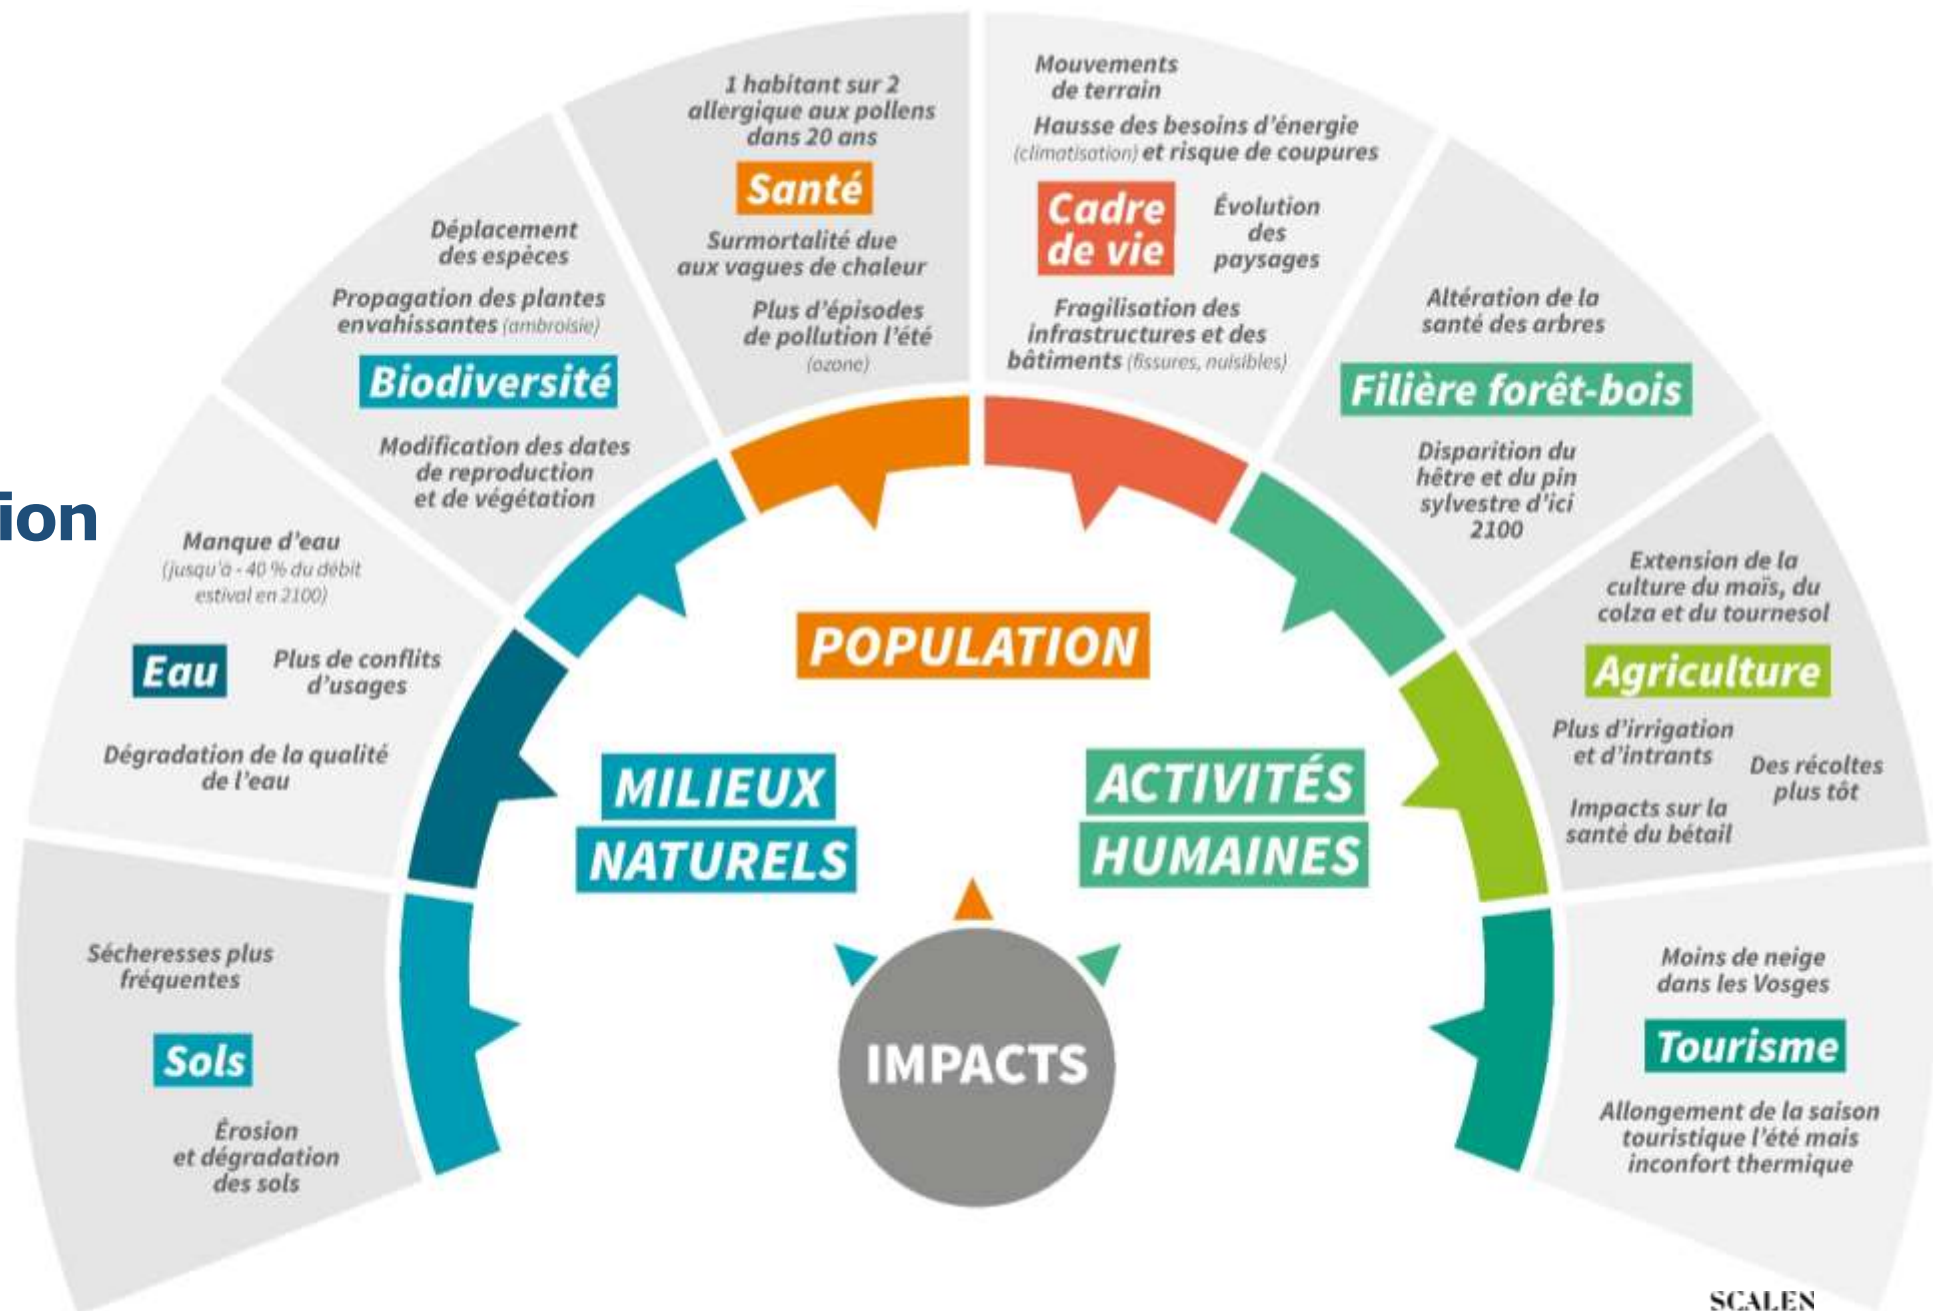 ion
Sécheresses plus
fréquentes
Sols
Érosion
et dégradation
des sols
Manque d'eau
(jusqu'à - 40 % du débit
estival en 2100)
Eau
Plus de conflits
d'usages
Dégradation de la qualité
de l'eau
Déplacement
des espèces
Propagation des plantes
envahissantes (ambroisie)
Biodiversité
Modification des dates
de reproduction
et de végétation
1 habitant sur 2
allergique aux pollens
dans 20 ans
Santé
Surmortalité due
aux vagues de chaleur
Plus d'épisodes
de pollution l'été
(ozone)
Mouvements
de terrain
Hausse des besoins d'énergie
(climatisation) et risque de coupures
Cadre
de vie
Évolution
des
paysages
Fragilisation des
infrastructures et des
bâtiments (fissures, nuisibles)
Altération de la
santé des arbres
Filière forêt-bois
Disparition du
hêtre et du pin
sylvestre d'ici
2100
Extension de la
culture du maïs, du
colza et du tournesol
Agriculture
Plus d'irrigation
et d'intrants
Des récoltes
plus tôt
Impacts sur la
santé du bétail
Moins de neige
dans les Vosges
Tourisme
Allongement de la saison
touristique l'été mais
inconfort thermique
POPULATION
MILIEUX
NATURELS
ACTIVITÉS
HUMAINES
IMPACTS
SCALEN